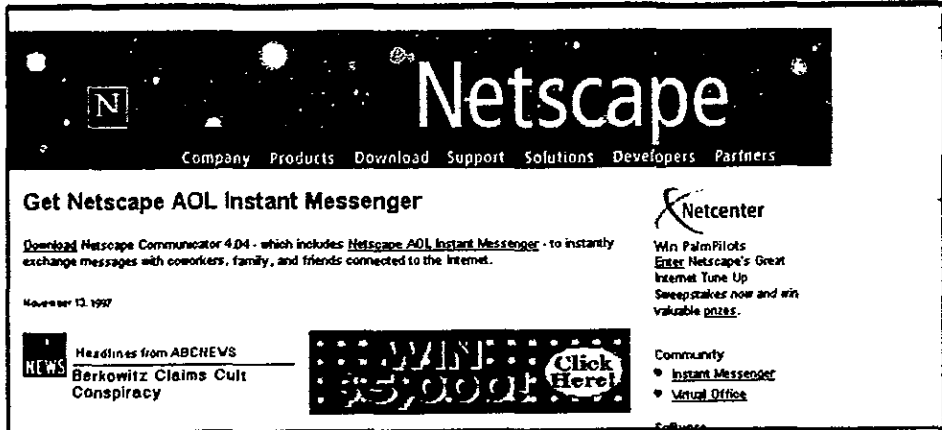 N
Netscape
Company Products Download Support Solutions Developers Partners
Get Netscape AOL Instant Messenger
Download Netscape Communicator 4.04 - which includes Netscape AOL Instant Messenger - to instantly
exchange messages with coworkers, family, and friends connected to the Internet.
November 13, 1997
NEWS
Headlines from ABCNEWS
Berkowitz Claims Cult
Conspiracy
WIN
$5,000!
Click
Here!
Netcenter
Win PalmPilots
Enter Netscape's Great
Internet Tune Up
Sweepstakes now and win
valuable prizes.
Community
Instant Messenger
Virtual Office
Software